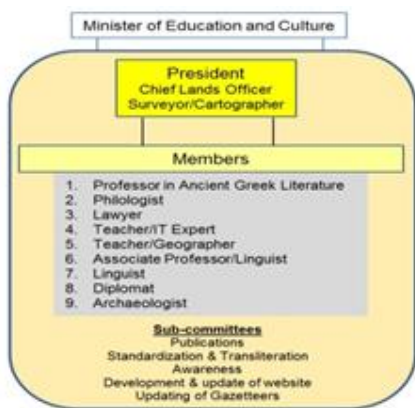 Minister of Education and Culture
President
Chief Lands Officer
Surveyor/Cartographer
Members
1. Professor in Ancient Greek Literature
2. Philologist
3. Lawyer
4. Teacher/IT Expert
5. Teacher/Geographer
6. Associate Professor/Linguist
7. Linguist
8. Diplomat
9. Archaeologist
Sub-committees
Publications
Standardization & Transliteration
Awareness
Development & update of website
Updating of Gazetteers